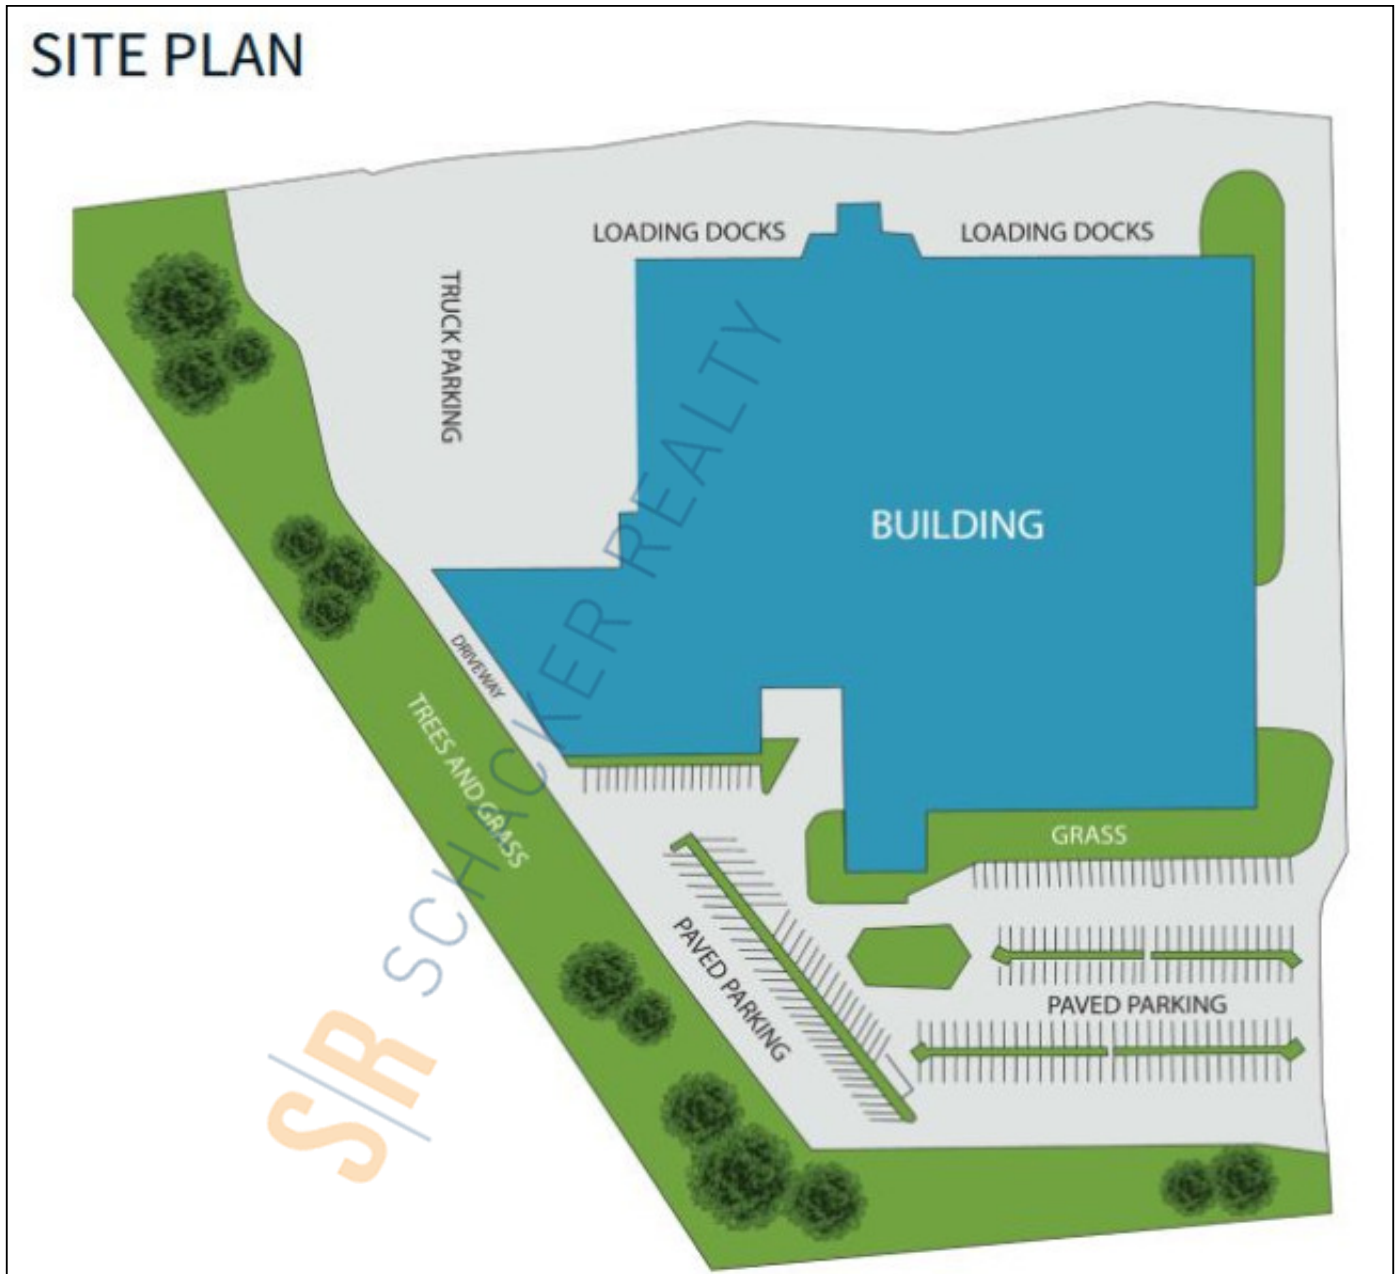 SITE PLAN
LOADING DOCKS
LOADING DOCKS
TRUCK PARKING
BUILDING
DRIVEWAY
TREES AND GRASS
GRASS
PAVED PARKING
PAVED PARKING
SR SCHACKER REALTY